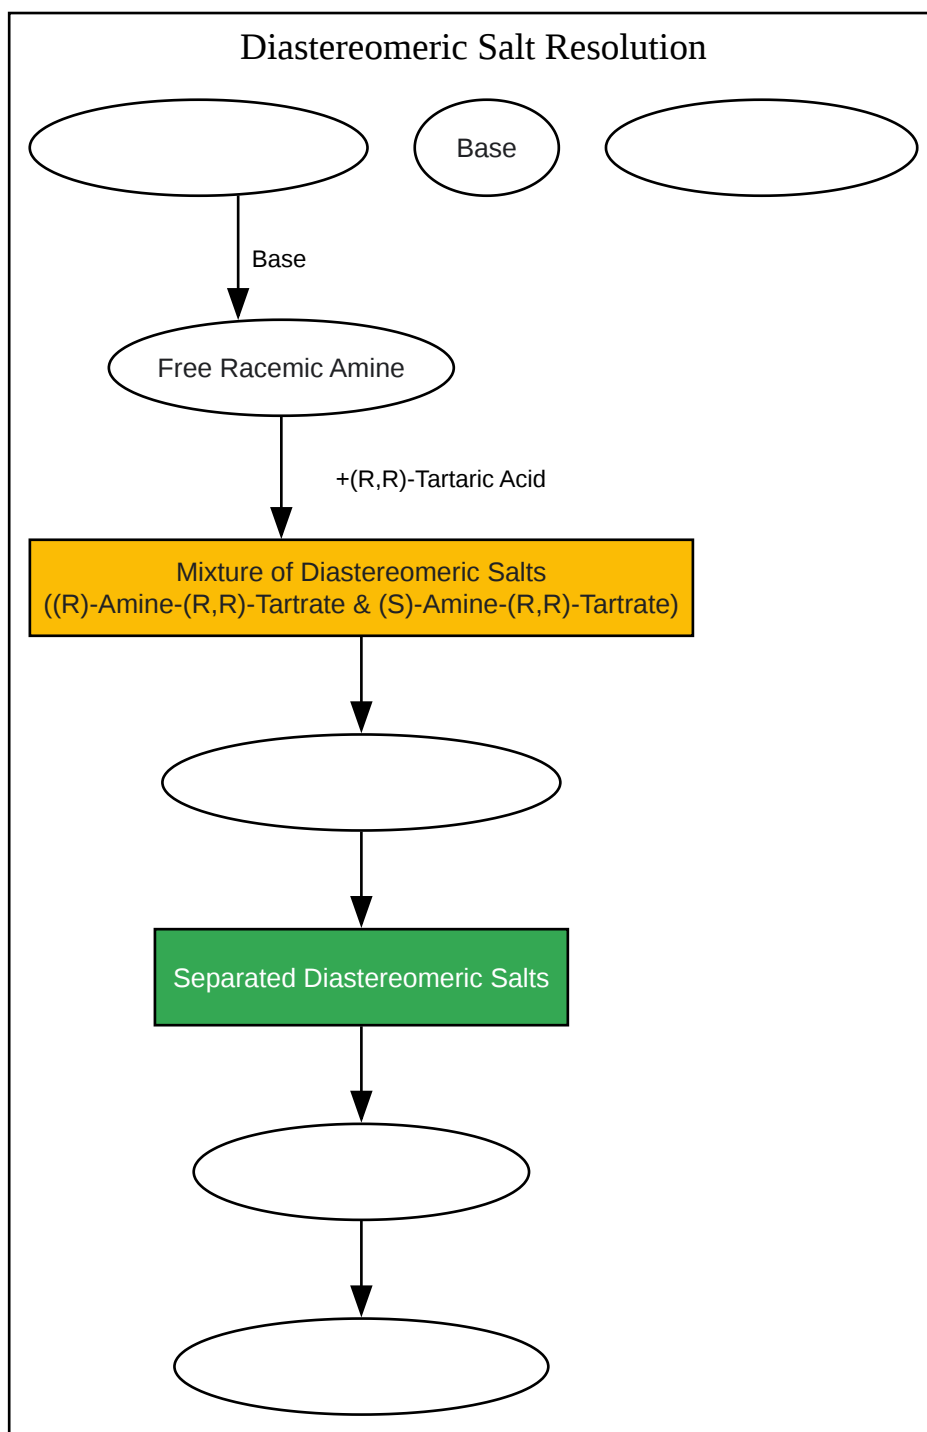 Diastereomeric Salt Resolution
Base
Base
Free Racemic Amine
+(R,R)-Tartaric Acid
Mixture of Diastereomeric Salts
((R)-Amine-(R,R)-Tartrate & (S)-Amine-(R,R)-Tartrate)
Separated Diastereomeric Salts